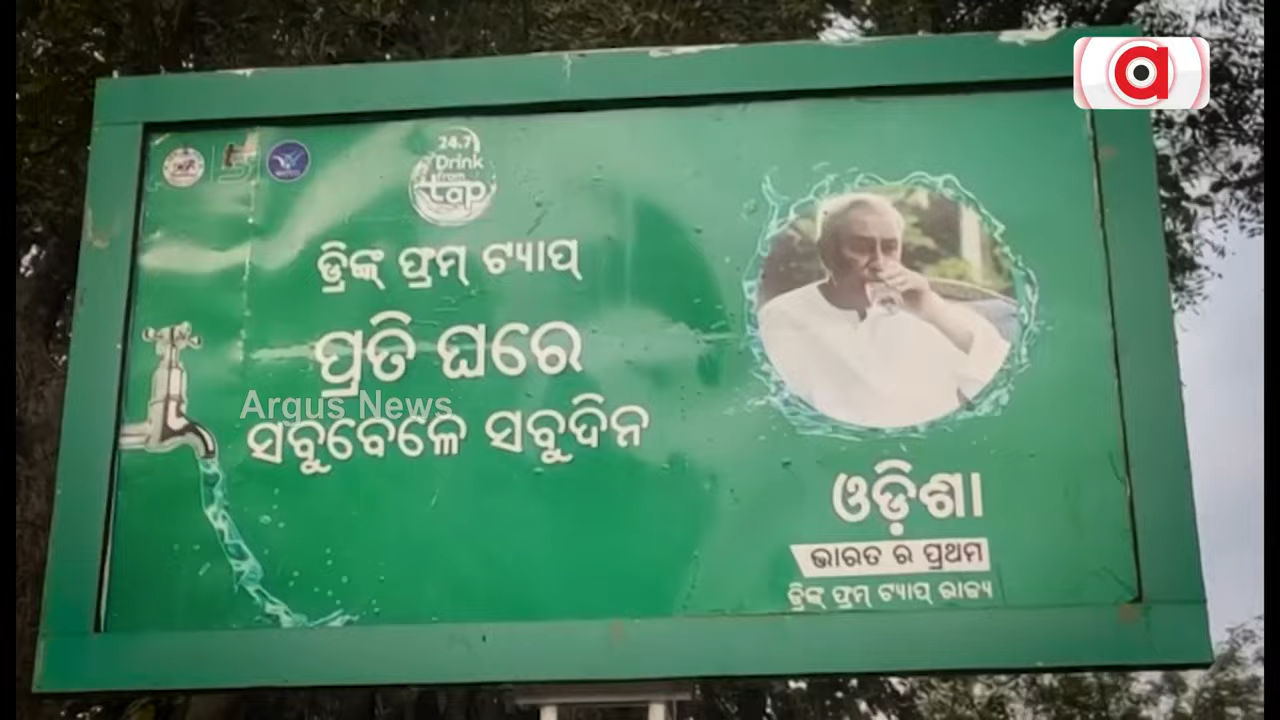 24.7
Drink
from
tap
ଡ୍ରିଙ୍କ୍ ଫ୍ରମ୍ ଟ୍ୟାପ୍
ପ୍ରତି ଘରେ
Argus News
ସବୁବେଳେ ସବୁଦିନ
ଓଡ଼ିଶା
ଭାରତ ର ପ୍ରଥମ
ଡ୍ରିଙ୍କ୍ ଫ୍ରମ୍ ଟ୍ୟାପ୍ ରାଜ୍ୟ
a